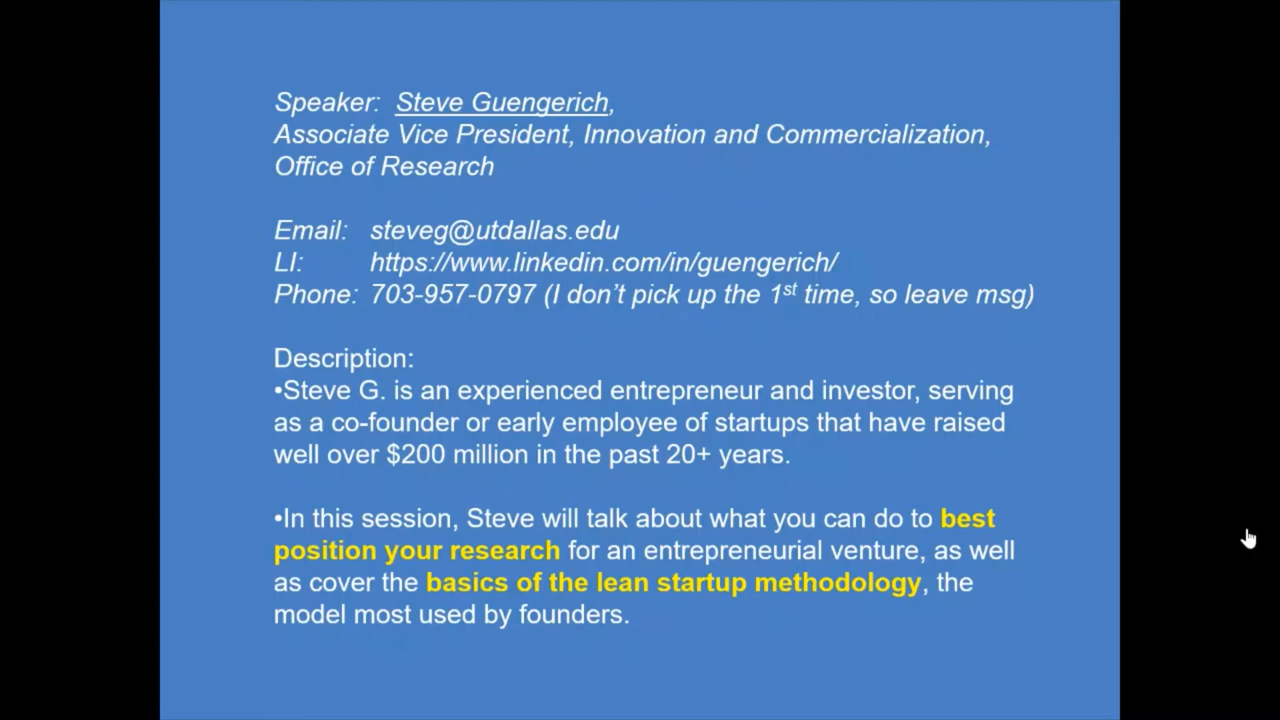 Speaker: Steve Guengerich,
Associate Vice President, Innovation and Commercialization,
Office of Research
Email: steveg@utdallas.edu
LI: https://www.linkedin.com/in/guengerich/
Phone: 703-957-0797 (I don’t pick up the 1st time, so leave msg)
Description:
•Steve G. is an experienced entrepreneur and investor, serving
as a co-founder or early employee of startups that have raised
well over $200 million in the past 20+ years.
•In this session, Steve will talk about what you can do to best
position your research for an entrepreneurial venture, as well
as cover the basics of the lean startup methodology, the
model most used by founders.